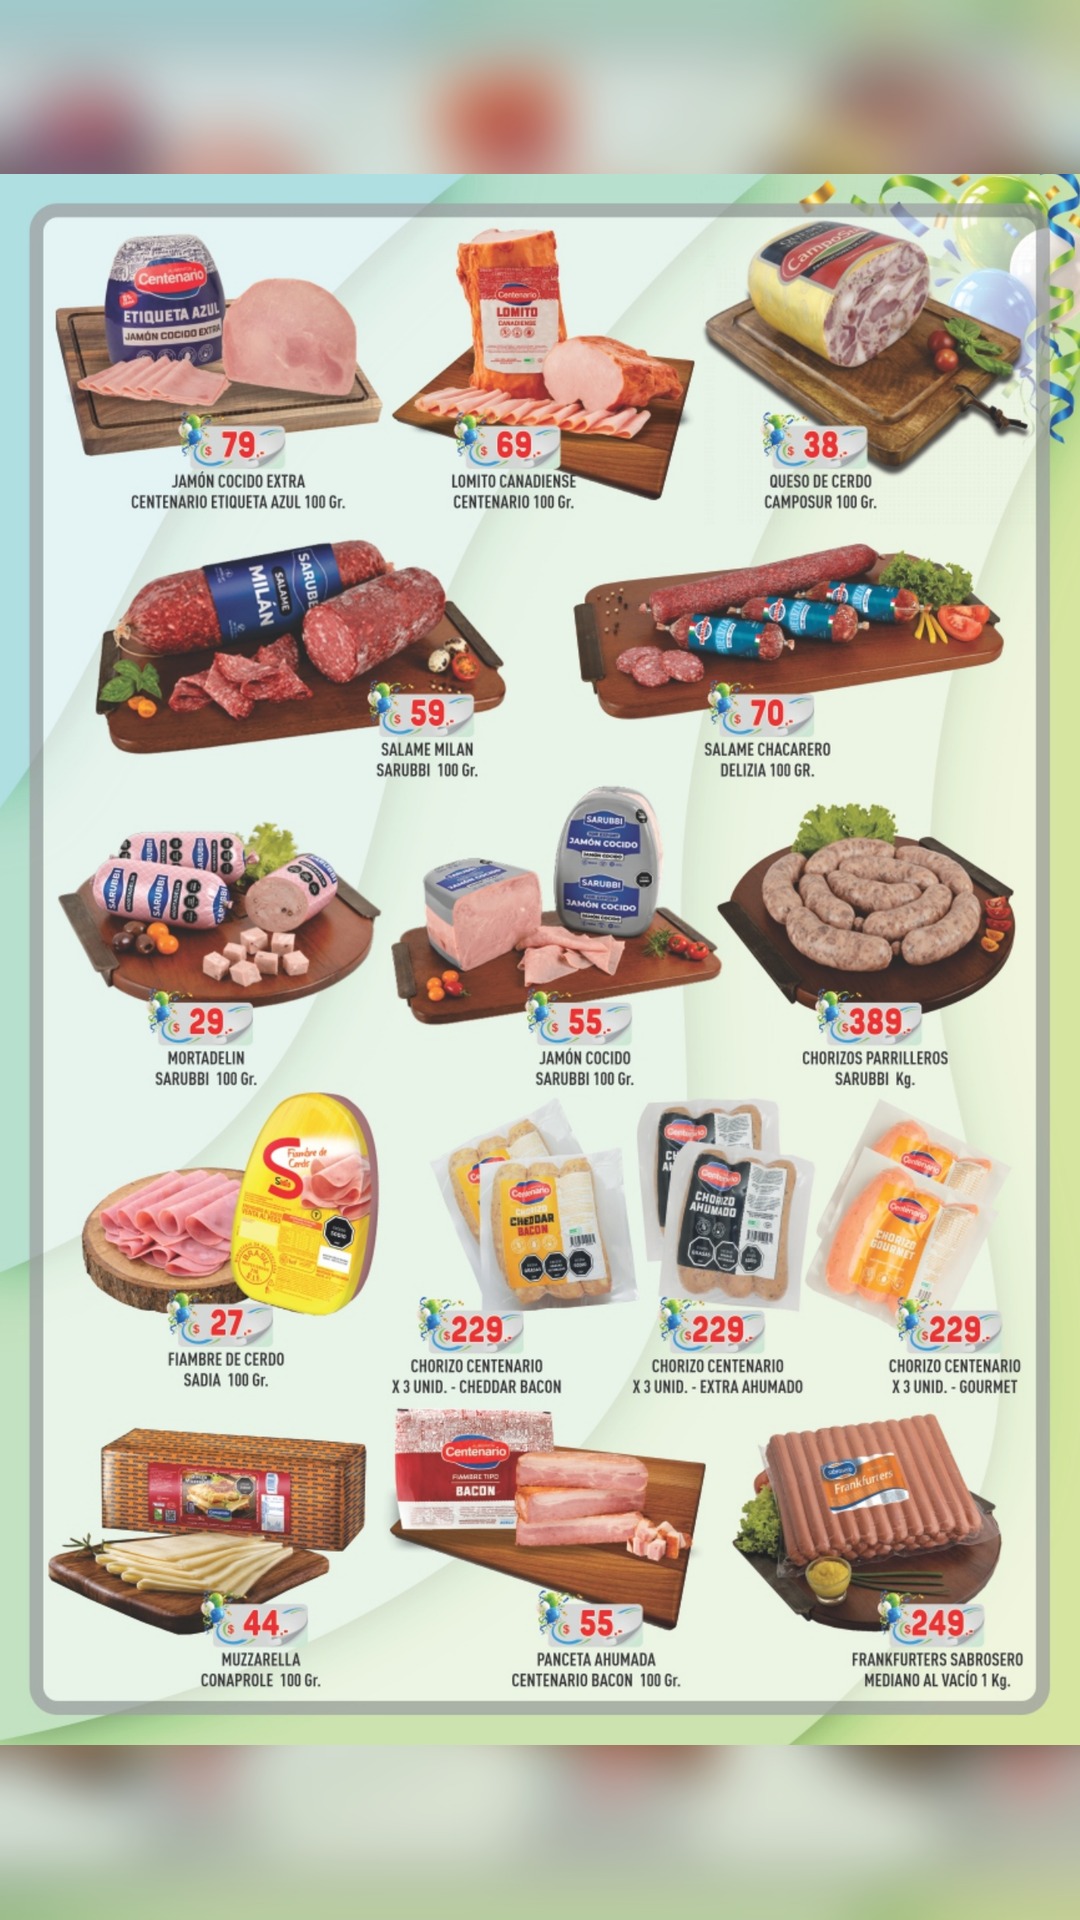 Centenario
ETIQUETA AZUL
JAMÓN COCIDO EXTRA
$ 79.-
JAMÓN COCIDO EXTRA
CENTENARIO ETIQUETA AZUL 100 Gr.
Centenario
LOMITO
CANADIENSE
$ 69.-
LOMITO CANADIENSE
CENTENARIO 100 Gr.
$ 38.-
QUESO DE CERDO
CAMPOSUR 100 Gr.
SARUBBI
SALAME
MILÁN
$ 59.-
SALAME MILAN
SARUBBI 100 Gr.
$ 70.-
SALAME CHACARERO
DELIZIA 100 GR.
SARUBBI
MORTADELIN
SARUBBI
$ 29.-
MORTADELIN
SARUBBI 100 Gr.
SARUBBI
JAMÓN COCIDO
JAMÓN COCIDO
SARUBBI
JAMÓN COCIDO
JAMÓN COCIDO
$ 55.-
JAMÓN COCIDO
SARUBBI 100 Gr.
$ 389.-
CHORIZOS PARRILLEROS
SARUBBI Kg.
Fiambre de
Cerdo
$ 27.-
FIAMBRE DE CERDO
SADIA 100 Gr.
Centenario
CHORIZO
CHEDDAR
BACON
$ 229.-
CHORIZO CENTENARIO
X 3 UNID. - CHEDDAR BACON
Centenario
Centenario
CHORIZO
AHUMADO
$ 229.-
CHORIZO CENTENARIO
X 3 UNID. - EXTRA AHUMADO
Centenario
Centenario
CHORIZO
GOURMET
$ 229.-
CHORIZO CENTENARIO
X 3 UNID. - GOURMET
$ 44.-
MUZZARELLA
CONAPROLE 100 Gr.
Centenario
FIAMBRE TIPO
BACON
$ 55.-
PANCETA AHUMADA
CENTENARIO BACON 100 Gr.
Frankfurters
$ 249.-
FRANKFURTERS SABROSERO
MEDIANO AL VACÍO 1 Kg.